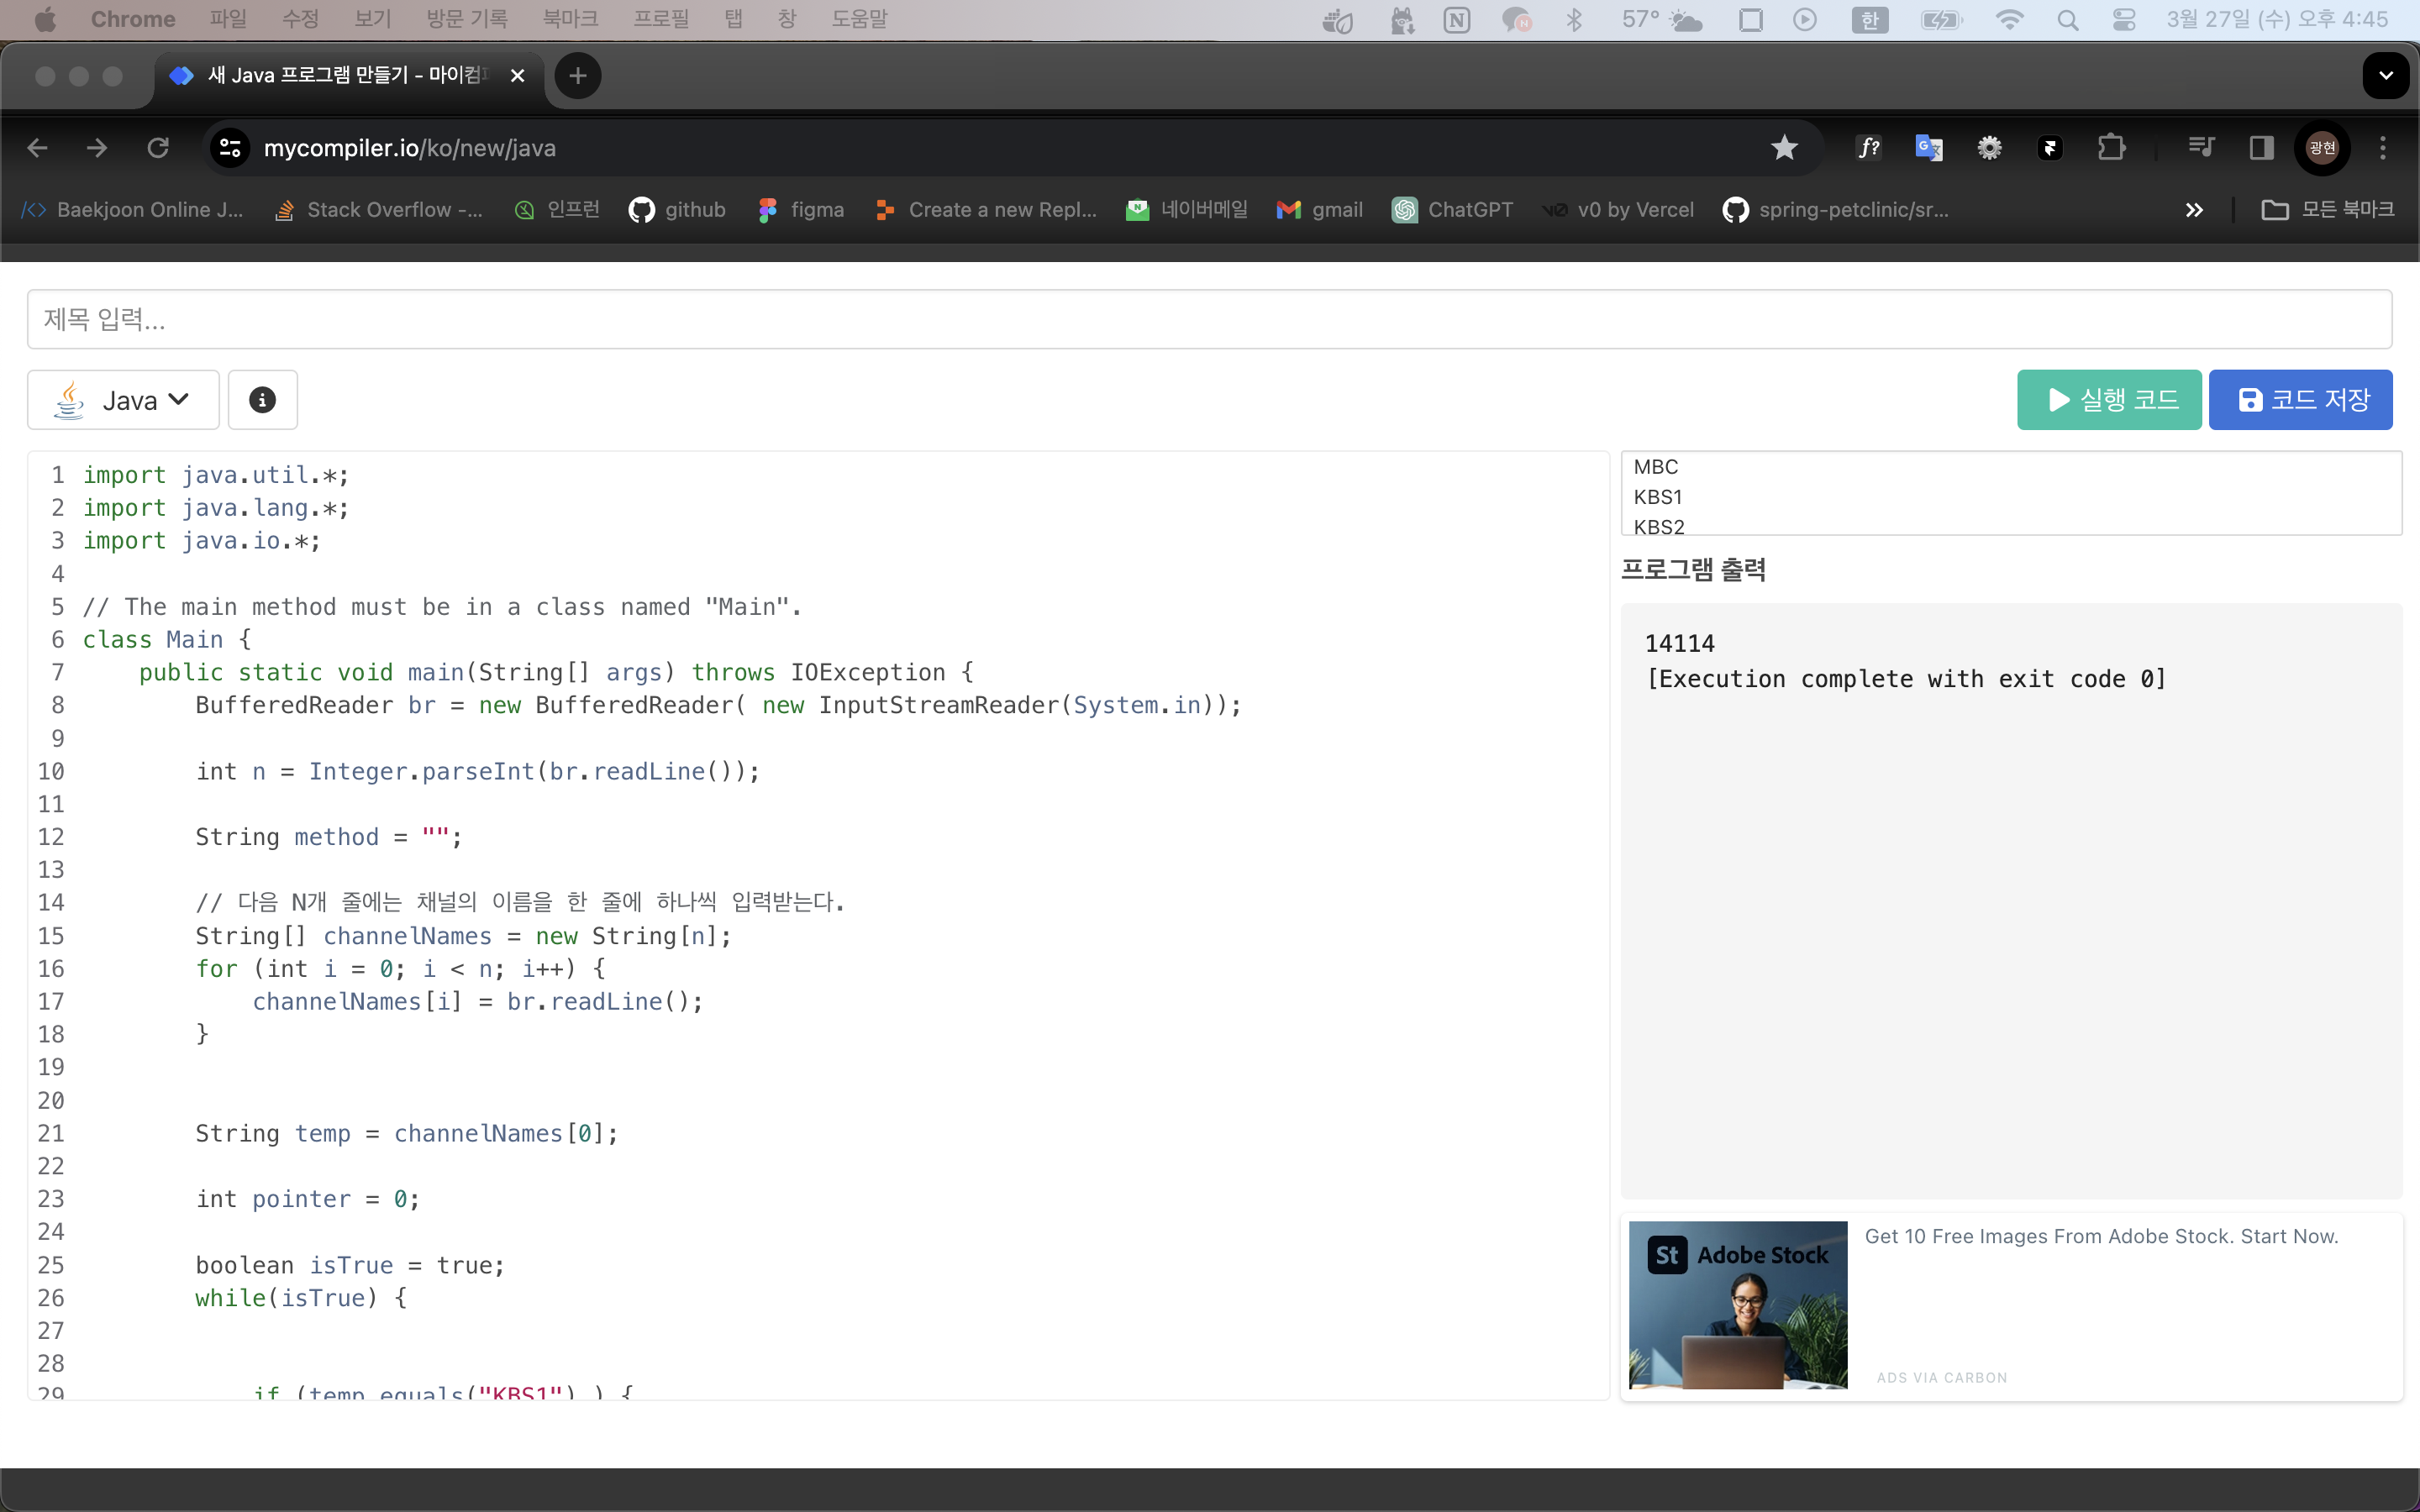 Chrome 파일 수정 보기 방문 기록 북마크 프로필 탭 창 도움말 57° 한 3월 27일 (수) 오후 4:45
새 Java 프로그램 만들기 - 마이컴
mycompiler.io/ko/new/java f? 광현
Baekjoon Online J... Stack Overflow -... 인프런 github figma Create a new Repl... 네이버메일 gmail ChatGPT v0 by Vercel spring-petclinic/sr... 모든 북마크
제목 입력...
Java 실행 코드 코드 저장
1 import java.util.*;
2 import java.lang.*;
3 import java.io.*;
4
5 // The main method must be in a class named "Main".
6 class Main {
7 public static void main(String[] args) throws IOException {
8 BufferedReader br = new BufferedReader( new InputStreamReader(System.in));
9
10 int n = Integer.parseInt(br.readLine());
11
12 String method = "";
13
14 // 다음 N개 줄에는 채널의 이름을 한 줄에 하나씩 입력받는다.
15 String[] channelNames = new String[n];
16 for (int i = 0; i < n; i++) {
17 channelNames[i] = br.readLine();
18 }
19
20
21 String temp = channelNames[0];
22
23 int pointer = 0;
24
25 boolean isTrue = true;
26 while(isTrue) {
27
28
29 if (temp.equals("KBS1") ) {
MBC
KBS1
KBS2
프로그램 출력
14114
[Execution complete with exit code 0]
St Adobe Stock
Get 10 Free Images From Adobe Stock. Start Now.
ADS VIA CARBON